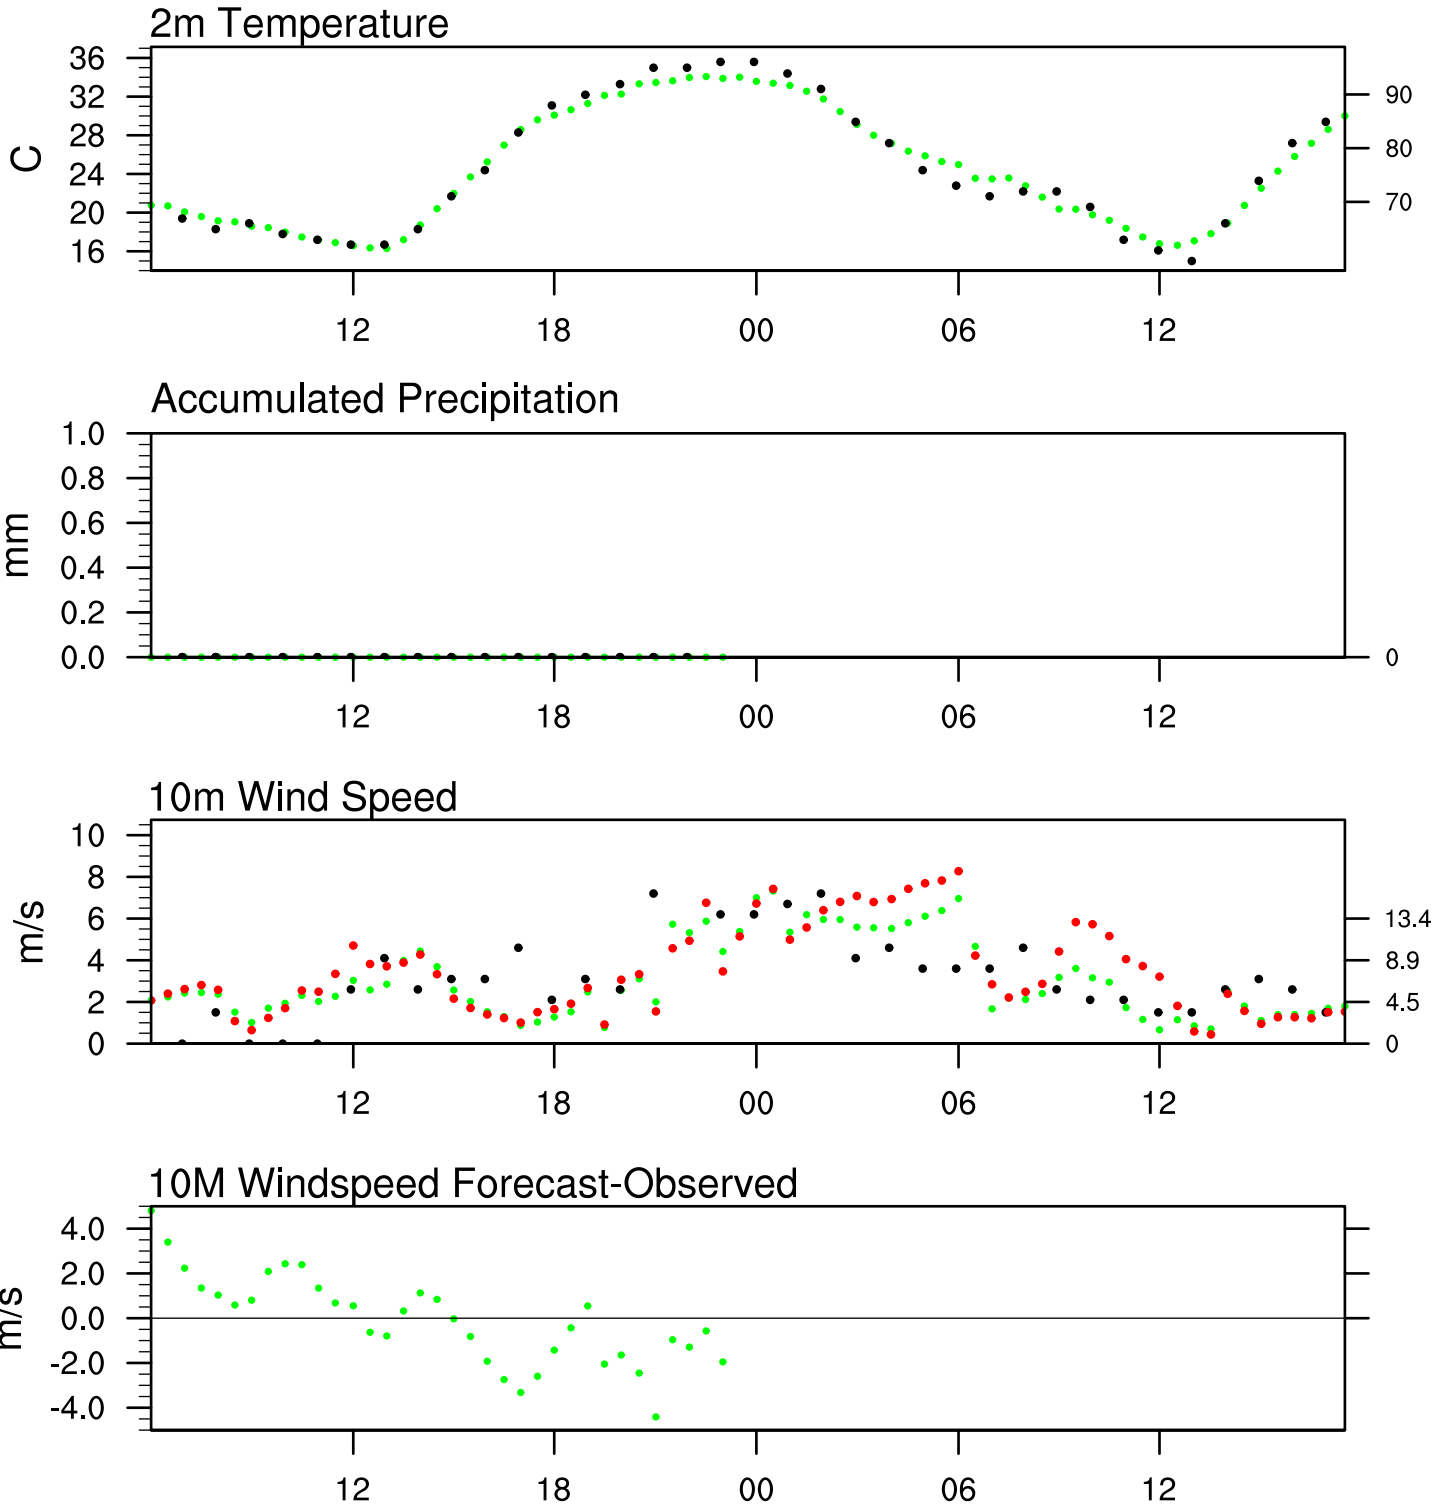 2m Temperature
36
32
28
24
20
16
C
90
80
70
12 18 00 06 12
Accumulated Precipitation
1.0
0.8
0.6
0.4
0.2
0.0
mm
0
12 18 00 06 12
10m Wind Speed
10
8
6
4
2
0
m/s
13.4
8.9
4.5
0
12 18 00 06 12
10M Windspeed Forecast-Observed
4.0
2.0
0.0
-2.0
-4.0
m/s
12 18 00 06 12